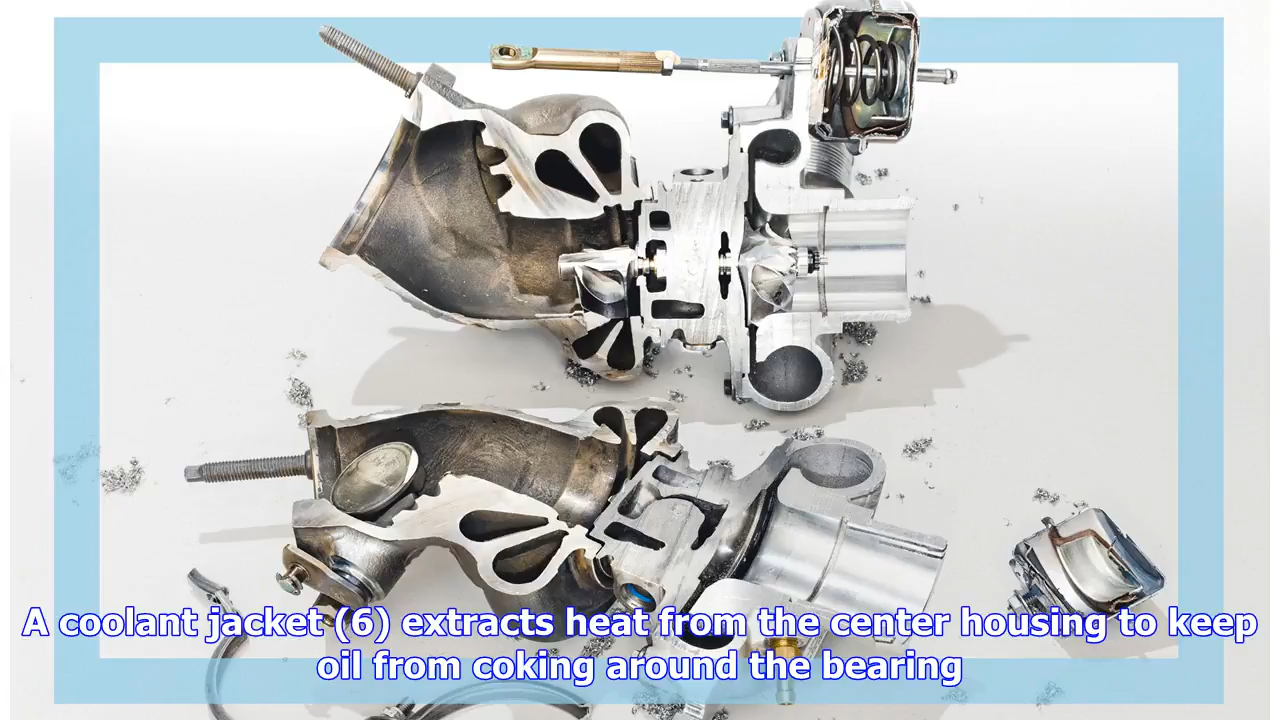 A coolant jacket (6) extracts heat from the center housing to keep
oil from coking around the bearing